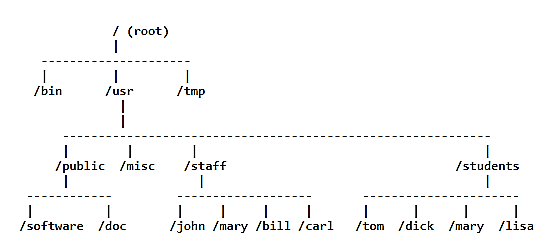 / (root)
/bin /usr /tmp
/public /misc /staff /students
/software /doc /john /mary /bill /carl /tom /dick /mary /lisa